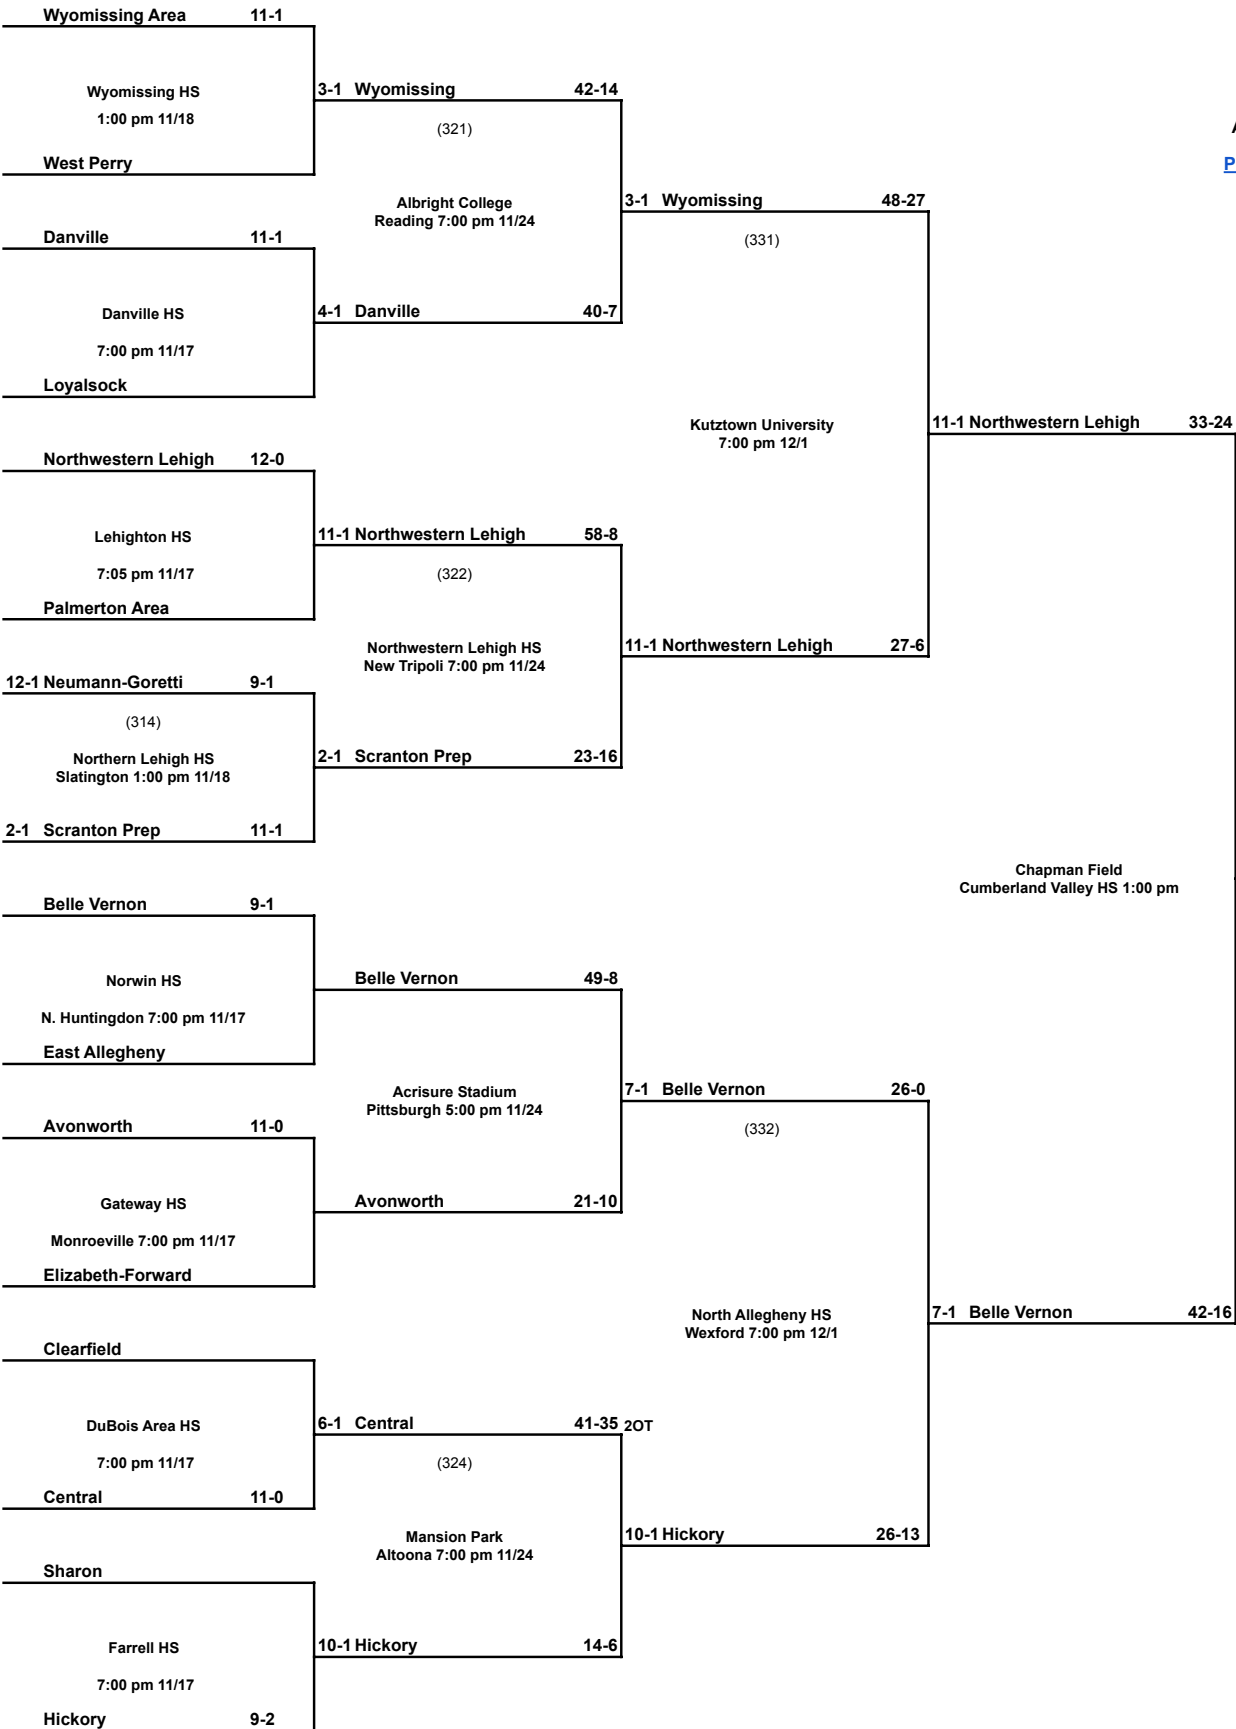 Wyomissing Area 11-1
Wyomissing HS
1:00 pm 11/18
West Perry
3-1 Wyomissing 42-14
(321)
Albright College
Reading 7:00 pm 11/24
Danville 11-1
Danville HS
7:00 pm 11/17
Loyalsock
4-1 Danville 40-7
3-1 Wyomissing 48-27
(331)
Kutztown University
7:00 pm 12/1
Northwestern Lehigh 12-0
Lehighton HS
7:05 pm 11/17
Palmerton Area
11-1 Northwestern Lehigh 58-8
(322)
Northwestern Lehigh HS
New Tripoli 7:00 pm 11/24
12-1 Neumann-Goretti 9-1
(314)
Northern Lehigh HS
Slatington 1:00 pm 11/18
2-1 Scranton Prep 11-1
2-1 Scranton Prep 23-16
11-1 Northwestern Lehigh 27-6
11-1 Northwestern Lehigh 33-24
Chapman Field
Cumberland Valley HS 1:00 pm
Belle Vernon 9-1
Norwin HS
N. Huntingdon 7:00 pm 11/17
East Allegheny
Belle Vernon 49-8
Acrisure Stadium
Pittsburgh 5:00 pm 11/24
Avonworth 11-0
Gateway HS
Monroeville 7:00 pm 11/17
Elizabeth-Forward
Avonworth 21-10
7-1 Belle Vernon 26-0
(332)
North Allegheny HS
Wexford 7:00 pm 12/1
7-1 Belle Vernon 42-16
Clearfield
DuBois Area HS
7:00 pm 11/17
Central 11-0
6-1 Central 41-35 2OT
(324)
Mansion Park
Altoona 7:00 pm 11/24
Sharon
Farrell HS
7:00 pm 11/17
Hickory 9-2
10-1 Hickory 14-6
10-1 Hickory 26-13